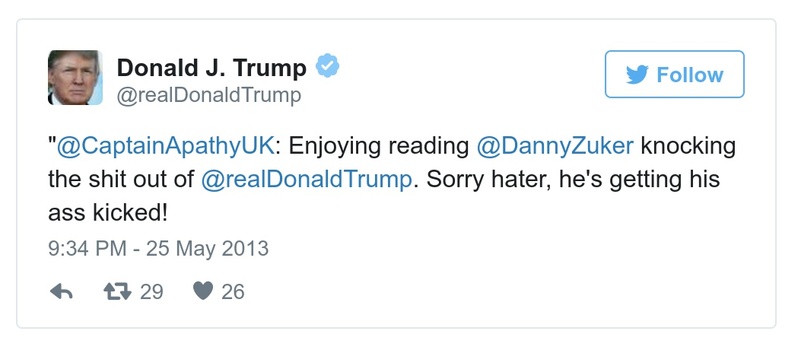 Donald J. Trump
@realDonaldTrump
Follow
"@CaptainApathyUK: Enjoying reading @DannyZuker knocking
the shit out of @realDonaldTrump. Sorry hater, he's getting his
ass kicked!
9:34 PM - 25 May 2013
29 26